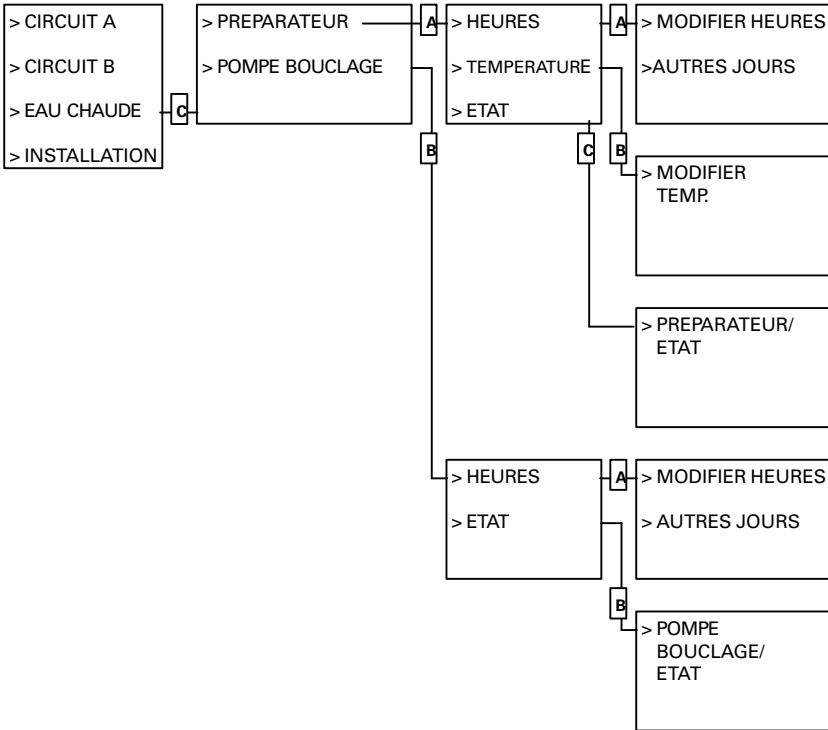 > CIRCUIT A
> CIRCUIT B
> EAU CHAUDE
> INSTALLATION
C
> PREPARATEUR
> POMPE BOUCLAGE
A
B
> HEURES
> TEMPERATURE
> ETAT
A
B
C
> MODIFIER HEURES
>AUTRES JOURS
> MODIFIER
TEMP.
> PREPARATEUR/
ETAT
> HEURES
> ETAT
A
B
> MODIFIER HEURES
> AUTRES JOURS
> POMPE
BOUCLAGE/
ETAT